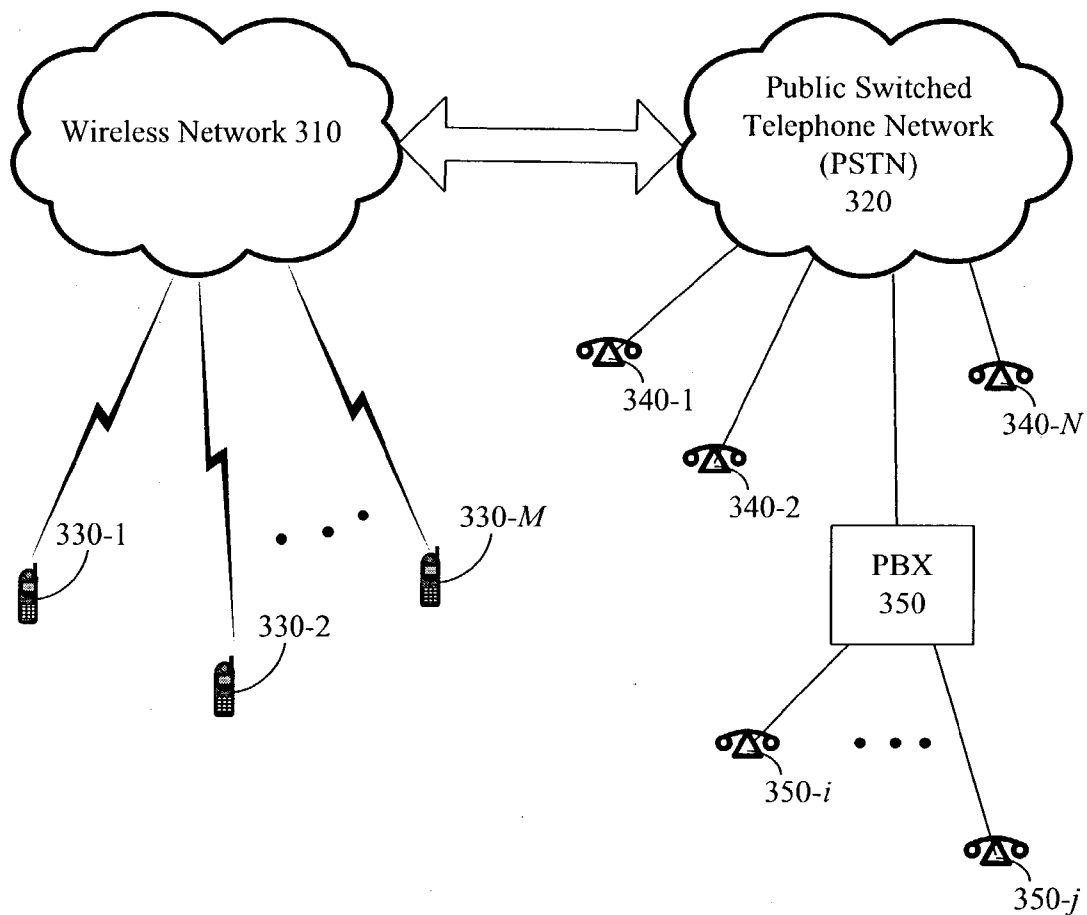 Wireless Network 310
Public Switched
Telephone Network
(PSTN)
320
340-1
340-N
340-2
330-1
330-M
330-2
PBX
350
350-i
350-j